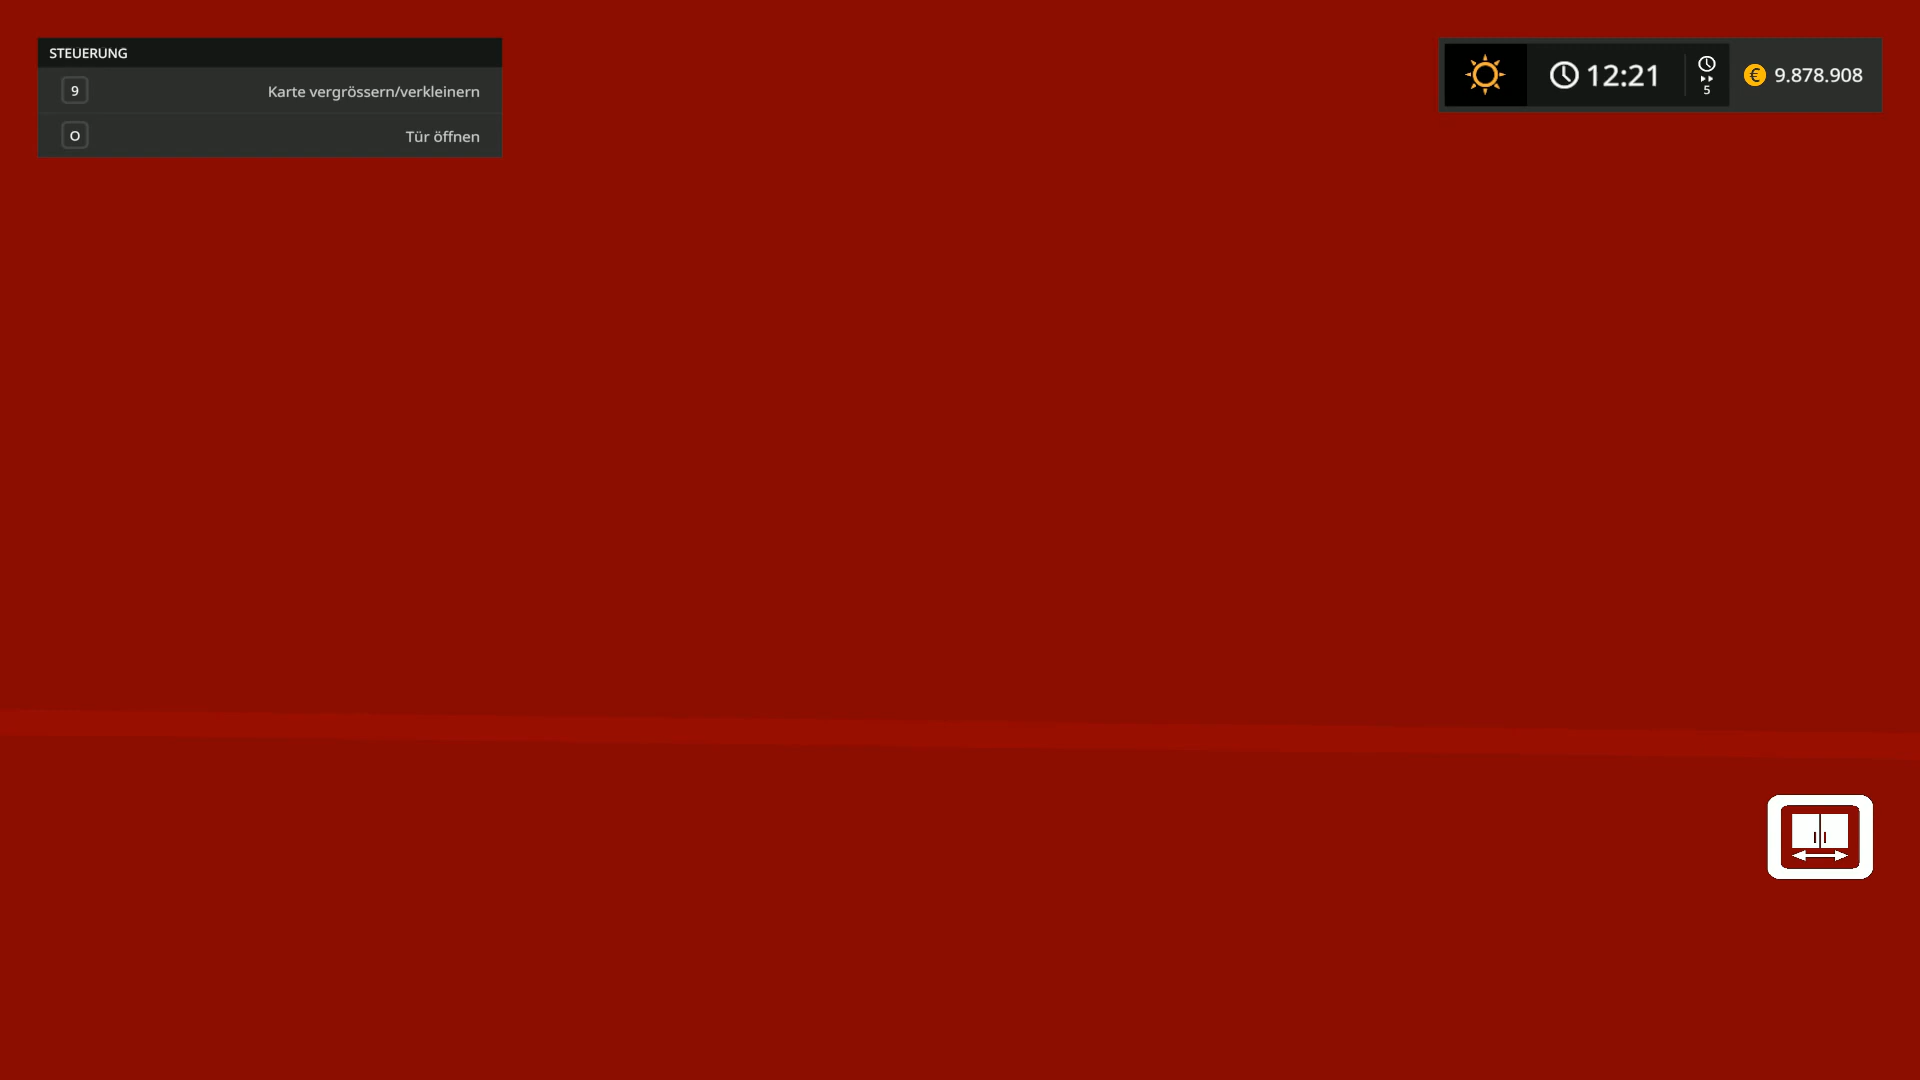 STEUERUNG
9 Karte vergrössern/verkleinern
O Tür öffnen
12:21
5
€ 9.878.908